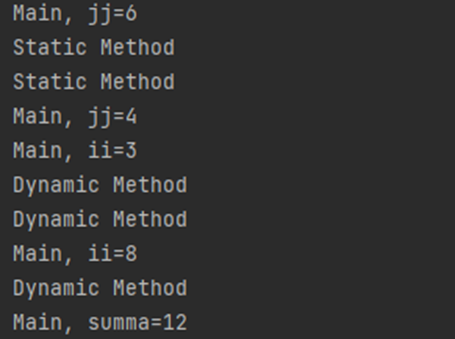 Main, jj=6
Static Method
Static Method
Main, jj=4
Main, ii=3
Dynamic Method
Dynamic Method
Main, ii=8
Dynamic Method
Main, summa=12